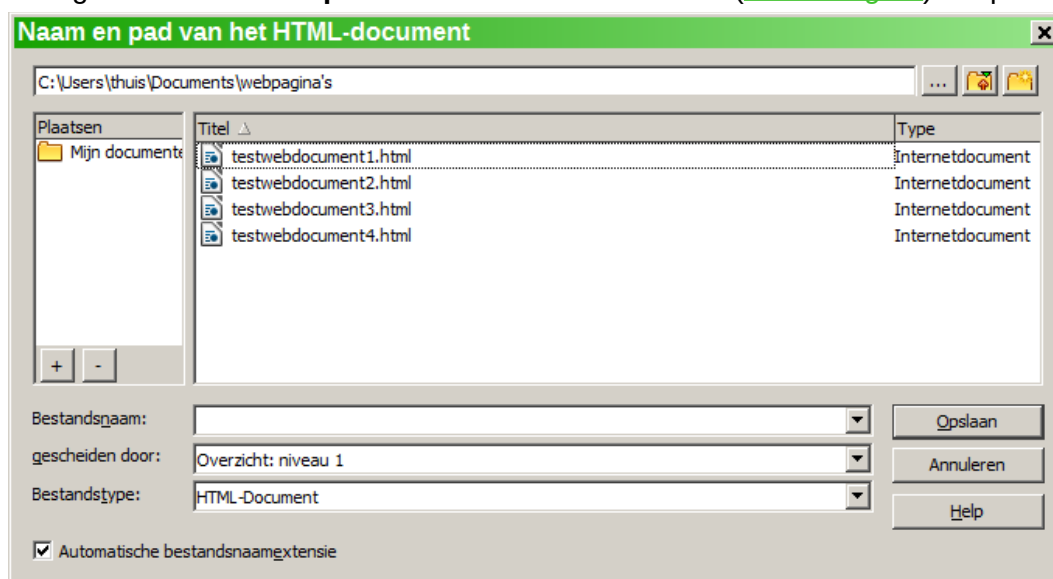 Naam en pad van het HTML-document
C:\Users\thuis\Documents\webpagina's
...
Plaatsen
Titel
Type
Mijn documente
testwebdocument1.html
Internetdocument
testwebdocument2.html
Internetdocument
testwebdocument3.html
Internetdocument
testwebdocument4.html
Internetdocument
+ -
Bestandsnaam:
Opslaan
gescheiden door:
Overzicht: niveau 1
Annuleren
Bestandstype:
HTML-Document
Help
Automatische bestandsnaamextensie